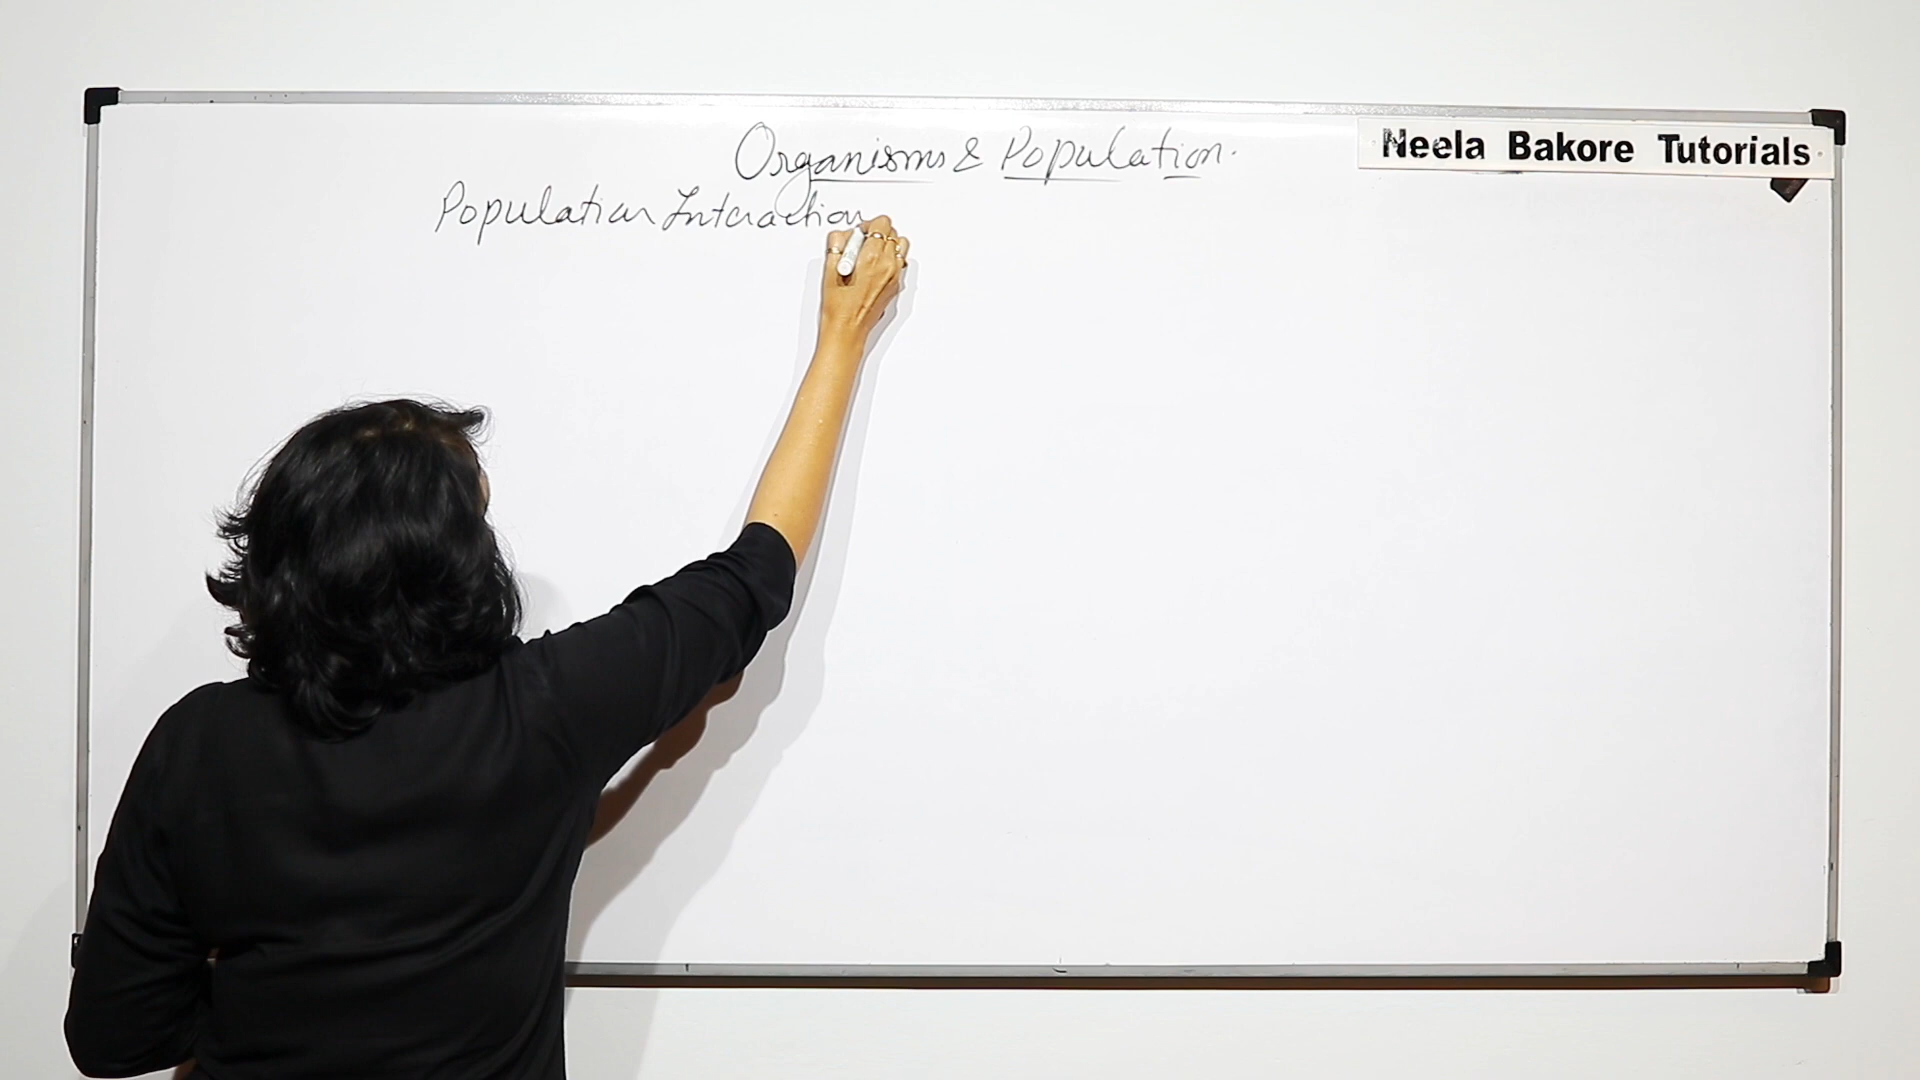 Organisms & Population.
Neela Bakore Tutorials
Population Interaction